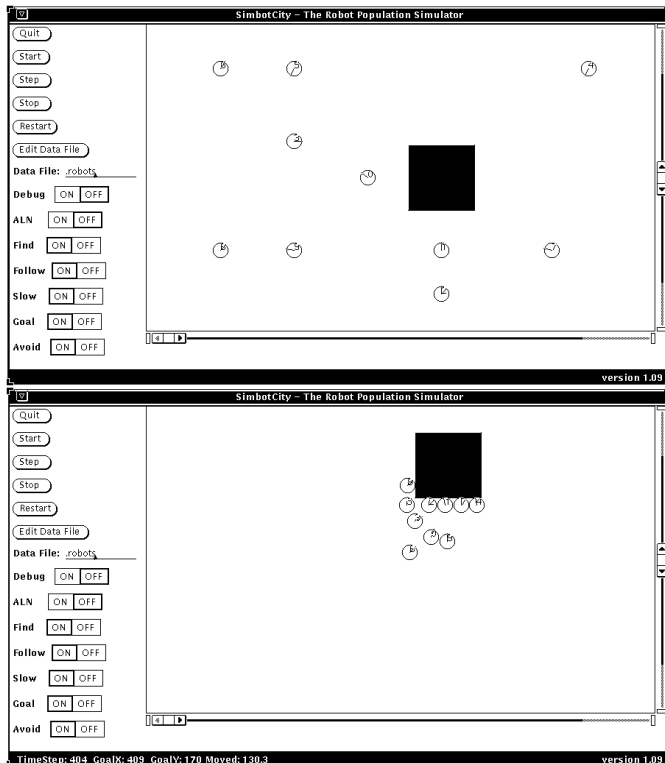 SimbotCity – The Robot Population Simulator
Quit
Start
Step
Stop
Restart
Edit Data File
Data File: .robots
Debug ON OFF
ALN ON OFF
Find ON OFF
Follow ON OFF
Slow ON OFF
Goal ON OFF
Avoid ON OFF
version 1.09
SimbotCity – The Robot Population Simulator
Quit
Start
Step
Stop
Restart
Edit Data File
Data File: .robots
Debug ON OFF
ALN ON OFF
Find ON OFF
Follow ON OFF
Slow ON OFF
Goal ON OFF
Avoid ON OFF
TimeStep: 404 GoalX: 409 GoalY: 170 Moved: 130.3 version 1.09